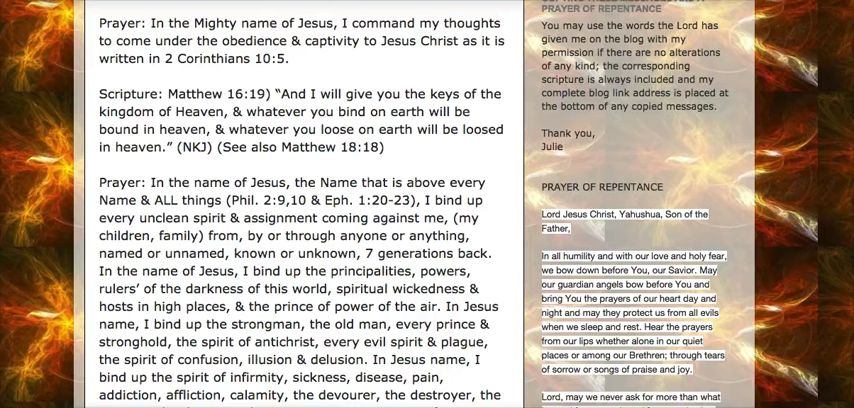 Prayer: In the Mighty name of Jesus, I command my thoughts
to come under the obedience & captivity to Jesus Christ as it is
written in 2 Corinthians 10:5.
Scripture: Matthew 16:19) “And I will give you the keys of the
kingdom of Heaven, & whatever you bind on earth will be
bound in heaven, & whatever you loose on earth will be loosed
in heaven.” (NKJ) (See also Matthew 18:18)
Prayer: In the name of Jesus, the Name that is above every
Name & ALL things (Phil. 2:9,10 & Eph. 1:20-23), I bind up
every unclean spirit & assignment coming against me, (my
children, family) from, by or through anyone or anything,
named or unnamed, known or unknown, 7 generations back.
In the name of Jesus, I bind up the principalities, powers,
rulers’ of the darkness of this world, spiritual wickedness &
hosts in high places, & the prince of power of the air. In Jesus
name, I bind up the strongman, the old man, every prince &
stronghold, the spirit of antichrist, every evil spirit & plague,
the spirit of confusion, illusion & delusion. In Jesus name, I
bind up the spirit of infirmity, sickness, disease, pain,
addiction, affliction, calamity, the devourer, the destroyer, the
PRAYER OF REPENTANCE
You may use the words the Lord has
given me on the blog with my
permission if there are no alterations
of any kind; the corresponding
scripture is always included and my
complete blog link address is placed at
the bottom of any copied messages.
Thank you,
Julie
PRAYER OF REPENTANCE
Lord Jesus Christ, Yahushua, Son of the
Father,
In all humility and with our love and holy fear,
we bow down before You, our Savior. May
our guardian angels bow before You and
bring You the prayers of our heart day and
night and may they protect us from all evils
when we sleep and rest. Hear the prayers
from our lips whether alone in our quiet
places or among our Brethren; through tears
of sorrow or songs of praise and joy.
Lord, may we never ask for more than what